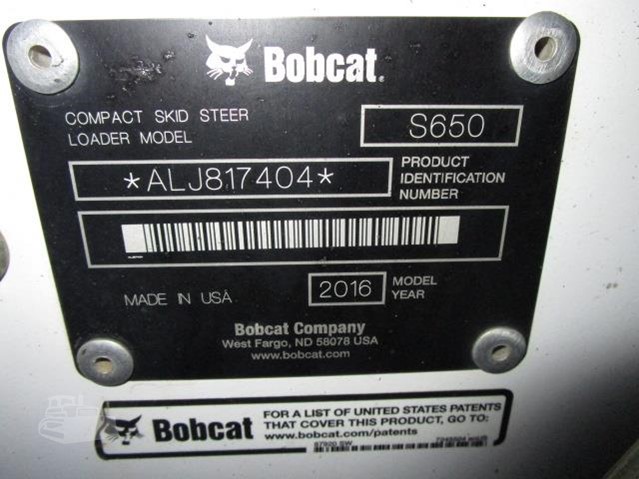 Bobcat.
COMPACT SKID STEER
LOADER MODEL
S650
*ALJ817404*
PRODUCT
IDENTIFICATION
NUMBER
MADE IN USA
2016
MODEL
YEAR
Bobcat Company
West Fargo, ND 58078 USA
www.bobcat.com
Bobcat
FOR A LIST OF UNITED STATES PATENTS
THAT COVER THIS PRODUCT, GO TO:
www.bobcat.com/patents